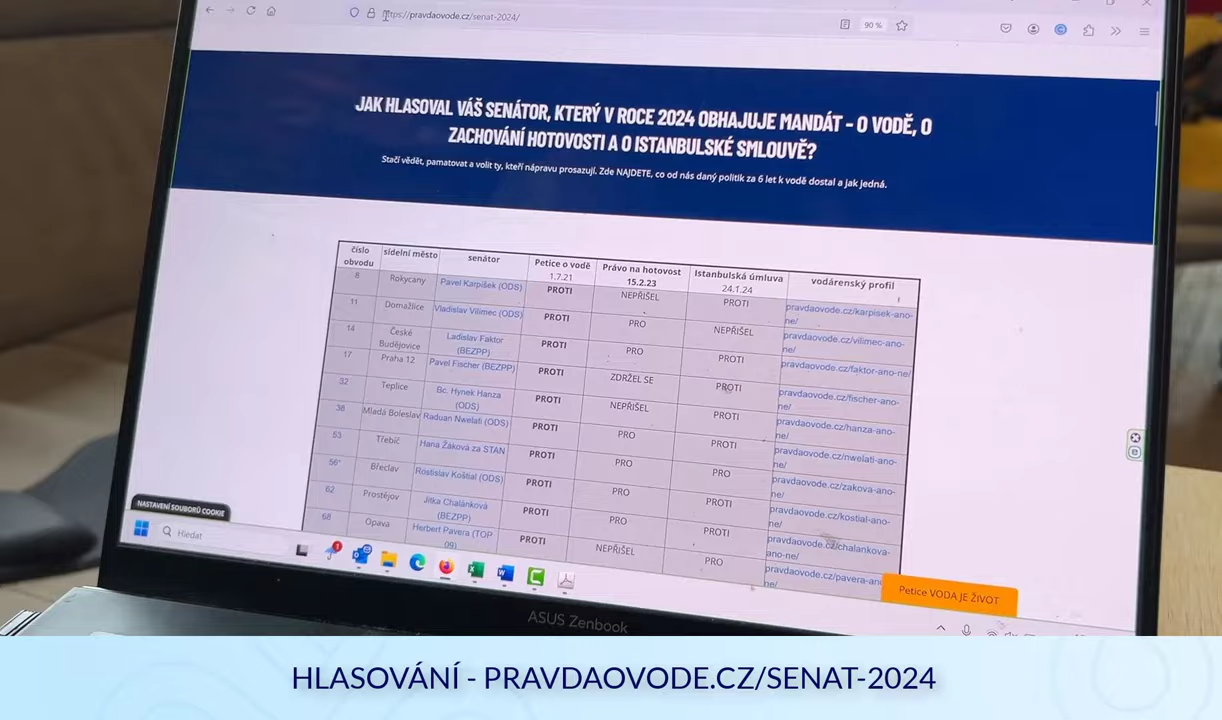 https://pravdaovode.cz/senat-2024/
90 %
JAK HLASOVAL VÁŠ SENÁTOR, KTERÝ V ROCE 2024 OBHAJUJE MANDÁT - O VODĚ, O
ZACHOVÁNÍ HOTOVOSTI A O ISTANBULSKÉ SMLOUVĚ?
Stačí vědět, pamatovat a volit ty, kteří nápravu prosazují. Zde NAJDETE, co od nás daný politik za 6 let k vodě dostal a jak jedná.
číslo obvodu sídelní město senátor Petice o vodě 1.7.21 Právo na hotovost 15.2.23 Istanbulská úmluva 24.1.24 vodárenský profil
8 Rokycany Pavel Karpíšek (ODS) PROTI NEPŘIŠEL PROTI pravdaovode.cz/karpisek-ano-ne/
11 Domažlice Vladislav Vilímec (ODS) PROTI PRO NEPŘIŠEL pravdaovode.cz/vilimec-ano-ne/
14 České Budějovice Ladislav Faktor (BEZPP) PROTI PRO PROTI pravdaovode.cz/faktor-ano-ne/
17 Praha 12 Pavel Fischer (BEZPP) PROTI ZDRŽEL SE PROTI pravdaovode.cz/fischer-ano-ne/
32 Teplice Bc. Hynek Hanza (ODS) PROTI NEPŘIŠEL PROTI pravdaovode.cz/hanza-ano-ne/
38 Mladá Boleslav Raduan Nwelati (ODS) PROTI PRO PROTI pravdaovode.cz/nwelati-ano-ne/
53 Třebíč Hana Žáková za STAN PROTI PRO PRO pravdaovode.cz/zakova-ano-ne/
56* Břeclav Rostislav Koštial (ODS) PROTI PRO PROTI pravdaovode.cz/kostial-ano-ne/
62 Prostějov Jitka Chalánková (BEZPP) PROTI PRO PROTI pravdaovode.cz/chalankova-ano-ne/
68 Opava Herbert Pavera (TOP 09) PROTI NEPŘIŠEL PRO pravdaovode.cz/pavera-ano-ne/
NASTAVENÍ SOUBORŮ COOKIE
Petice VODA JE ŽIVOT
Hledat
ASUS Zenbook
HLASOVÁNÍ - PRAVDAOVODE.CZ/SENAT-2024